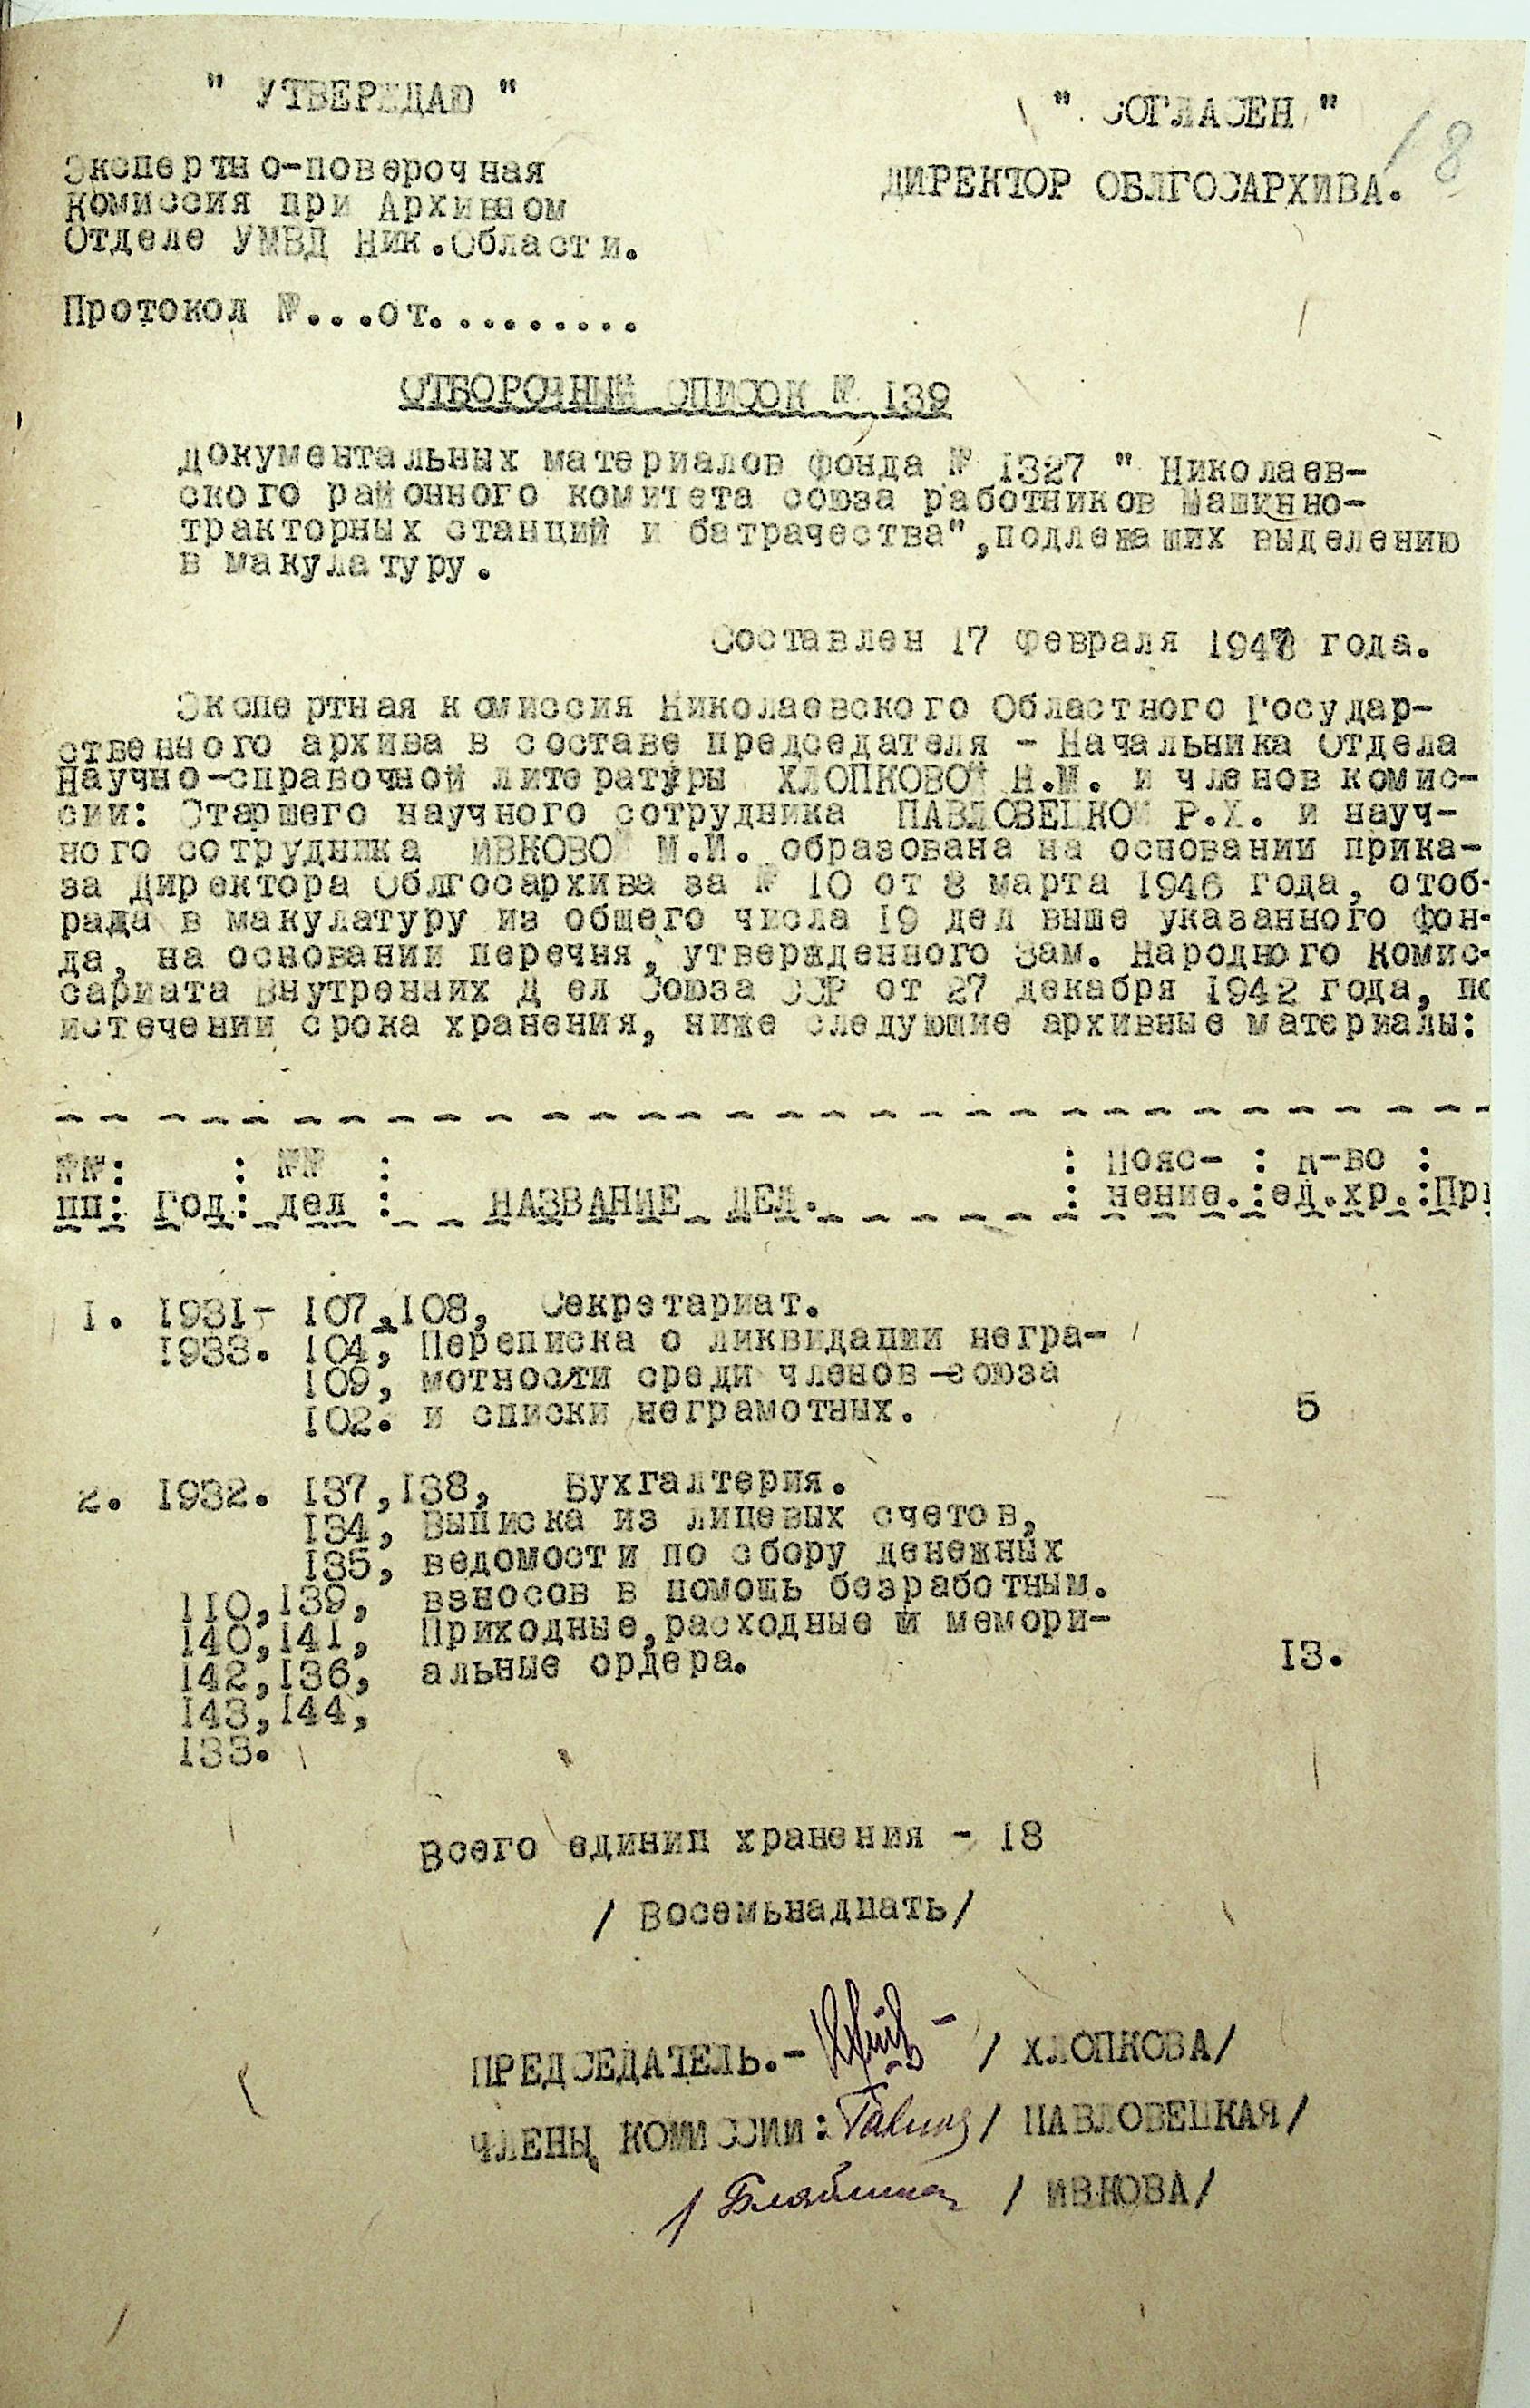 " УТВЕРЖДАЮ "
" СОГЛАСЕН "
18
Экспертно-поверочная
комиссия при Архивном
Отделе УМВД Ник.Области.
ДИРЕКТОР ОБЛГОСАРХИВА.
Протокол №...от..........
ОТБОРОЧНЫЙ СПИСОК № 139
документальных материалов фонда № 1327 " Николаев-
ского районного комитета союза работников Машинно-
тракторных станций и батрачества",подлежаших выделению
в макулатуру.
Составлен 17 февраля 1948 года.
Экспертная комиссия Николаевского Областного Государ-
ственного архива в составе председателя - Начальника Отдела
Научно-справочной литературы ХЛОПКОВОЙ Н.М. и членов комис-
сии: Старшего научного сотрудника ПАВЛОВЕЦКОЙ Р.Х. и науч-
ного сотрудника ИВКОВОЙ М.И. образована на основании прика-
за Директора Облгосархива за № 10 от 8 марта 1946 года, отоб-
рада в макулатуру из общего числа 19 дел выше указанного фон-
да, на основании перечня, утвержденного Зам. Народного Комис-
сариата Внутренних Д ел Союза ССР от 27 декабря 1942 года, по
истечении срока хранения, ниже следующие архивные материалы:
№№: : №№ : : Пояс- : К-во :
пп: Год: дел : НАЗВАНИЕ ДЕЛ. : нение.:ед.хр.:При
1. 1931- 107,108, Секретариат.
1933. 104, Переписка о ликвидации негра-
109, мотности среди членов-союза
102. и списки неграмотных. 5
2. 1932. 137,138, Бухгалтерия.
134, Выписка из лицевых счетов,
135, ведомости по сбору денежных
110,139, взносов в помощь безработным.
140,141, Приходные,расходные и мемори-
142,136, альные ордера. 13.
143,144,
133.
Всего единиц хранения - 18
/ Восемьнадцать/
ПРЕДСЕДАТЕЛЬ.- / ХЛОПКОВА/
ЧЛЕНЫ КОМИССИИ: / ПАВЛОВЕЦКАЯ/
/ ИВКОВА/